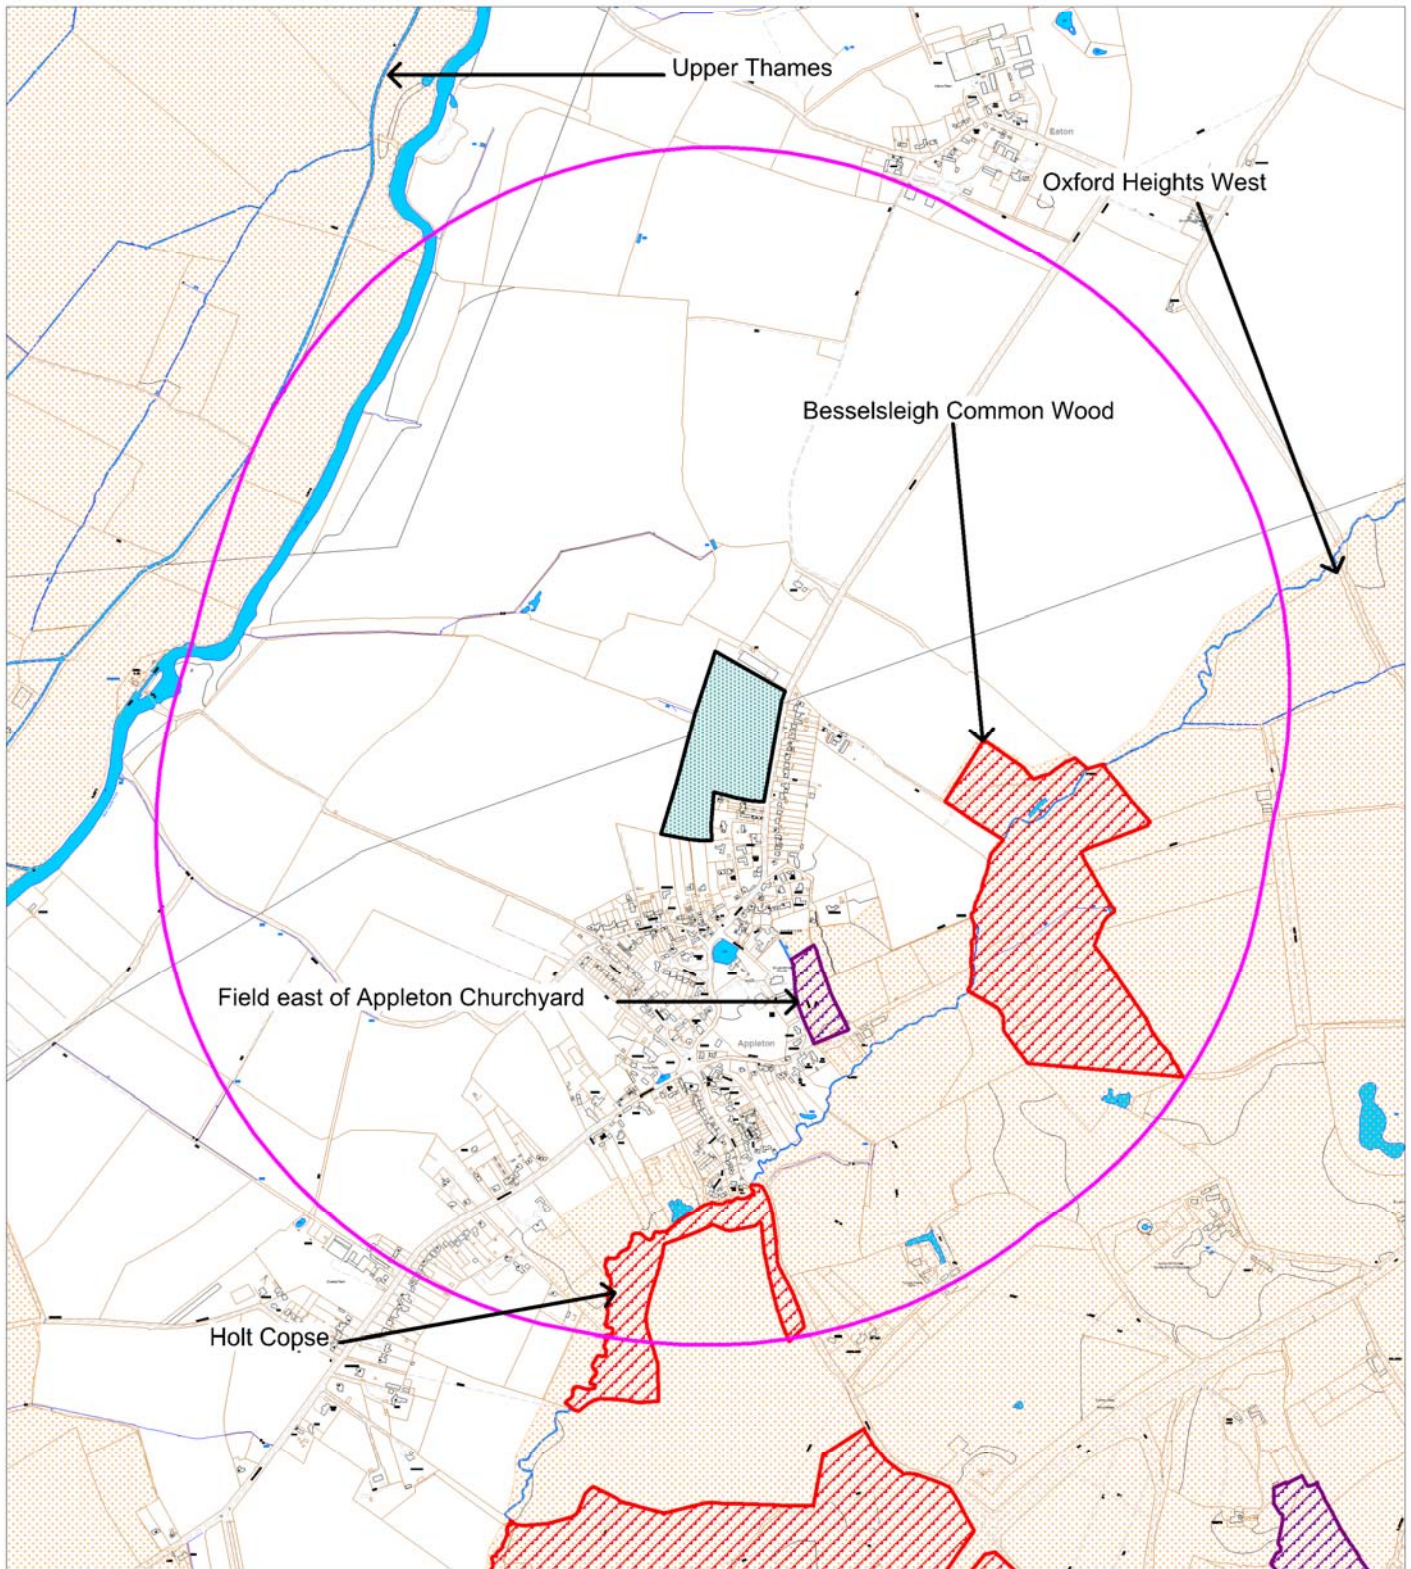 Upper Thames
Eaton
Oxford Heights West
Besselsleigh Common Wood
Field east of Appleton Churchyard
Appleton
Holt Copse